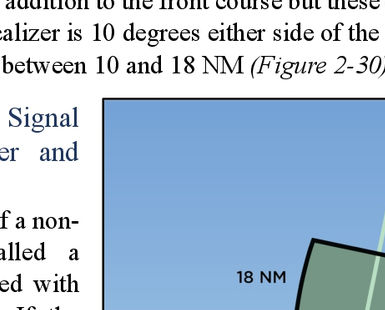 addition to the front course but these
calizer is 10 degrees either side of the
between 10 and 18 NM (Figure 2-30)
Signal
er and
f a non-
alled a
ed with
18 NM